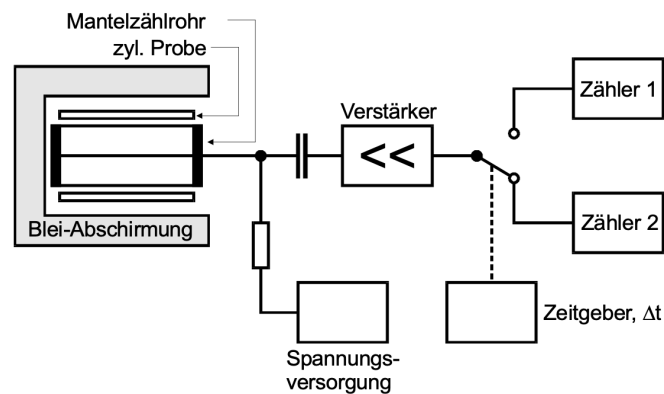 Mantelzählrohr
zyl. Probe
Verstärker
<<
Zähler 1
Blei-Abschirmung
Zähler 2
Zeitgeber, Δt
Spannungs-
versorgung